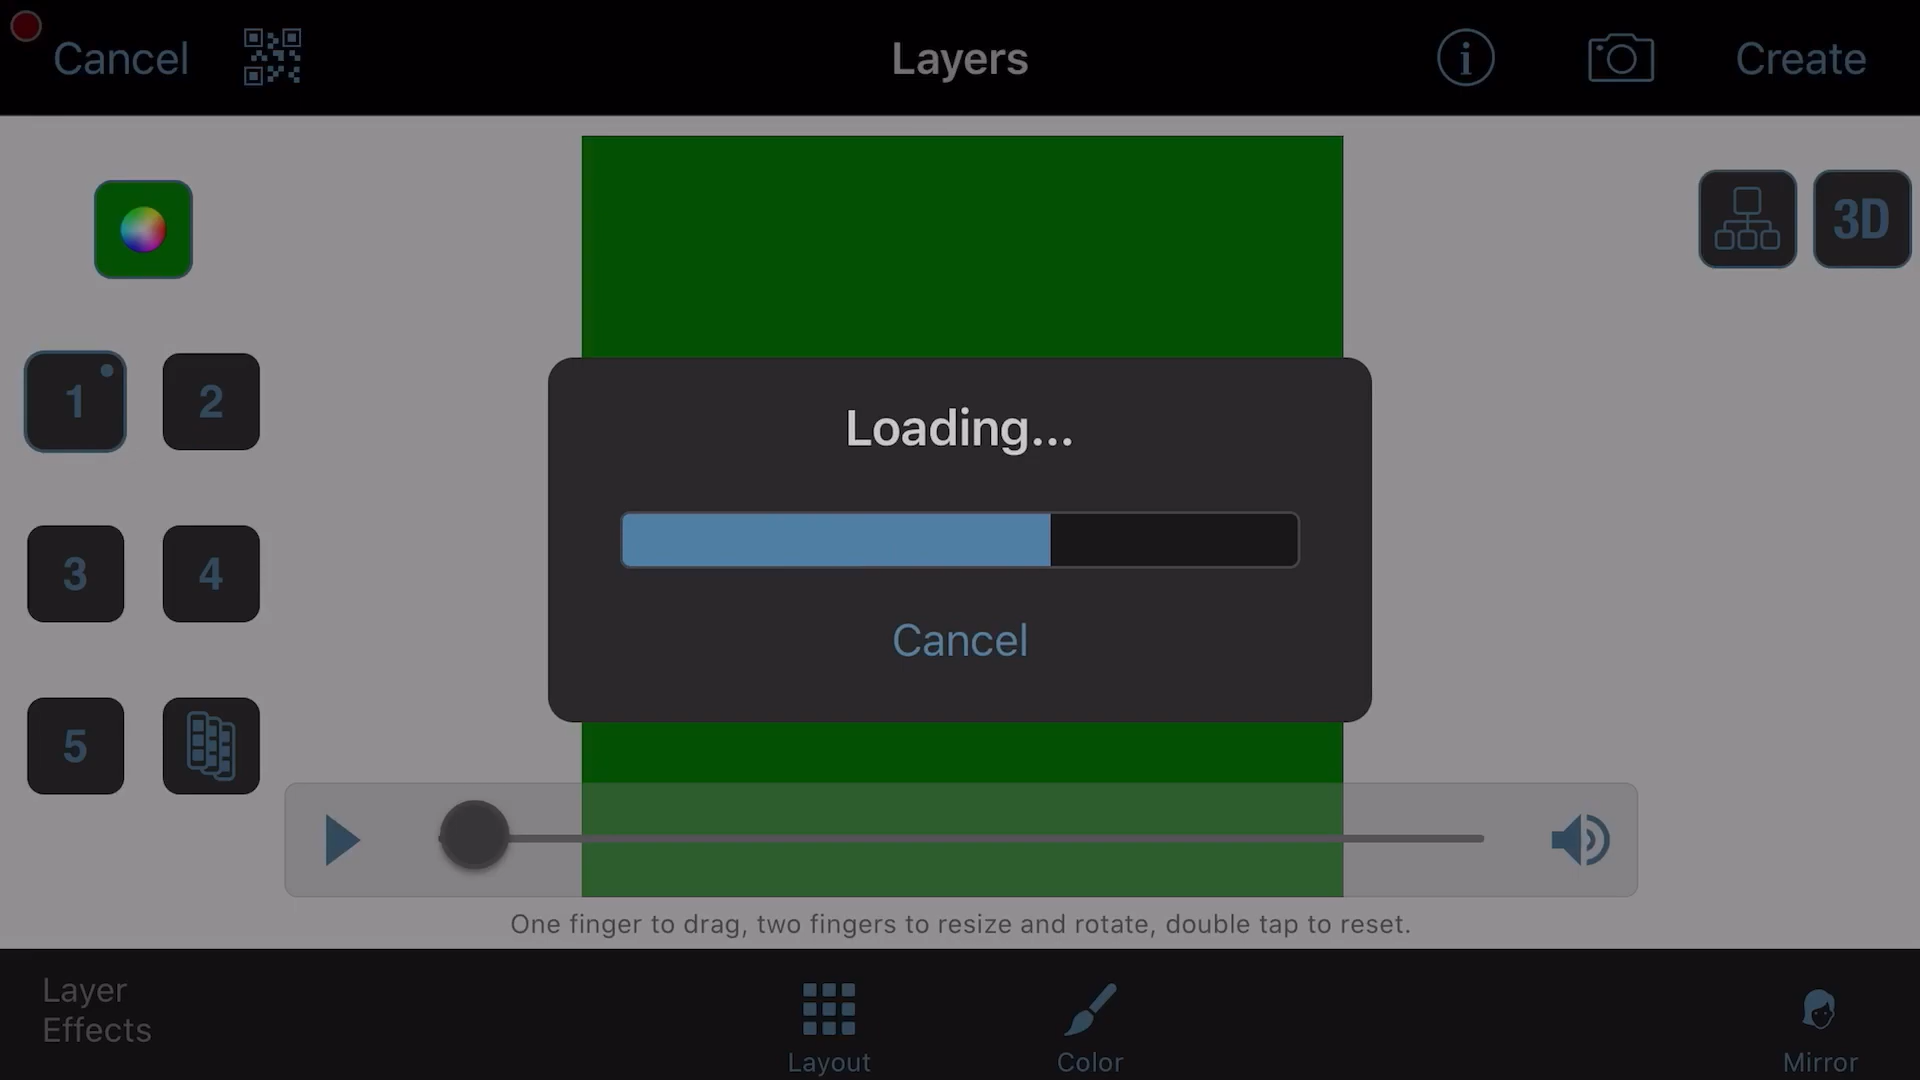 Cancel
Layers
Create
3D
1
2
Loading...
3
4
Cancel
5
One finger to drag, two fingers to resize and rotate, double tap to reset.
Layer
Effects
Layout
Color
Mirror